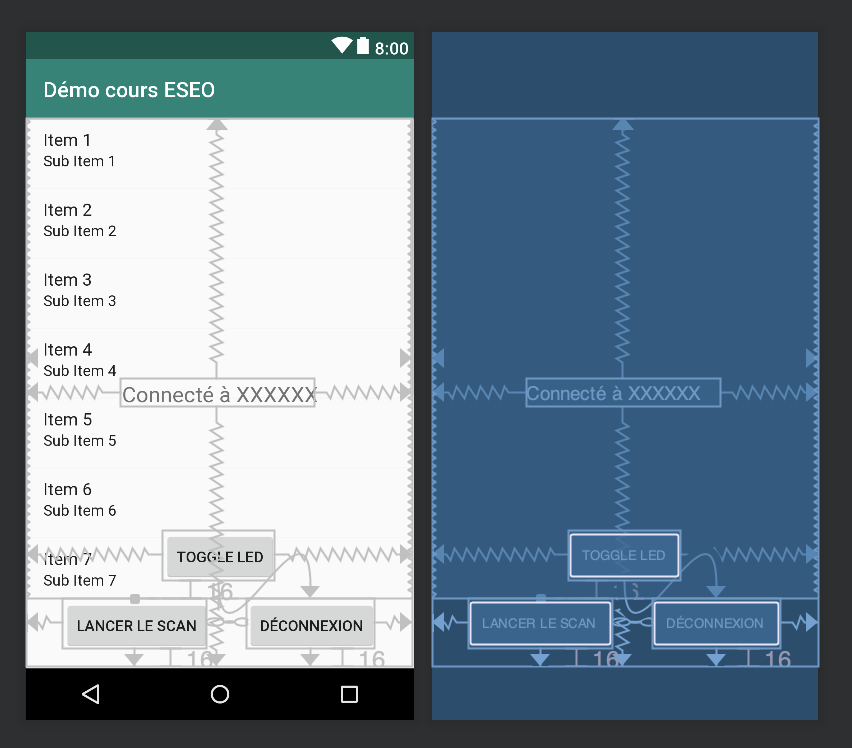 8:00
Démo cours ESEO
Item 1
Sub Item 1
Item 2
Sub Item 2
Item 3
Sub Item 3
Item 4
Sub Item 4
Connecté à XXXXXX
Item 5
Sub Item 5
Item 6
Sub Item 6
Item 7
TOGGLE LED
Sub Item 7
16
LANCER LE SCAN
DÉCONNEXION
16
16
Connecté à XXXXXX
TOGGLE LED
LANCER LE SCAN
DÉCONNEXION
16
16